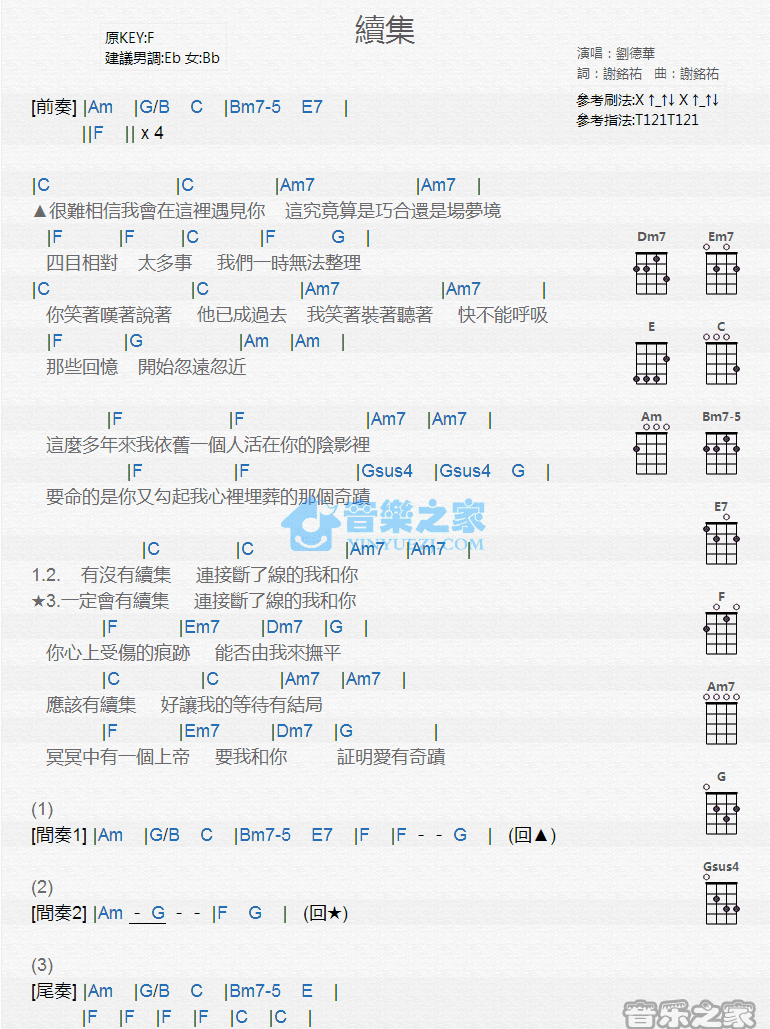 續集
原KEY:F
建議男調:Eb 女:Bb
演唱：劉德華
詞：謝銘祐　曲：謝銘祐
參考刷法:X ↑_↑↓ X ↑_↑↓
參考指法:T121T121
[前奏] |Am |G/B C |Bm7-5 E7 |
||F || x 4
|C |C |Am7 |Am7 |
▲很難相信我會在這裡遇見你 這究竟算是巧合還是場夢境
|F |F |C |F G |
四目相對 太多事 我們一時無法整理
|C |C |Am7 |Am7 |
你笑著嘆著說著 他已成過去 我笑著裝著聽著 快不能呼吸
|F |G |Am |Am |
那些回憶 開始忽遠忽近
|F |F |Am7 |Am7 |
這麼多年來我依舊一個人活在你的陰影裡
|F |F |Gsus4 |Gsus4 G |
要命的是你又勾起我心裡埋葬的那個奇蹟
|C |C |Am7 |Am7 |
1.2. 有沒有續集 連接斷了線的我和你
★3.一定會有續集 連接斷了線的我和你
|F |Em7 |Dm7 |G |
你心上受傷的痕跡 能否由我來撫平
|C |C |Am7 |Am7 |
應該有續集 好讓我的等待有結局
|F |Em7 |Dm7 |G |
冥冥中有一個上帝 要我和你 証明愛有奇蹟
(1)
[間奏1] |Am |G/B C |Bm7-5 E7 |F |F - - G | (回▲)
(2)
[間奏2] |Am - G - - |F G | (回★)
(3)
[尾奏] |Am |G/B C |Bm7-5 E |
|F |F |F |F |C |C |
Dm7 Em7
E C
Am Bm7-5
E7
F
Am7
G
Gsus4
音樂之家
YINYUEZJ.COM
音乐之家